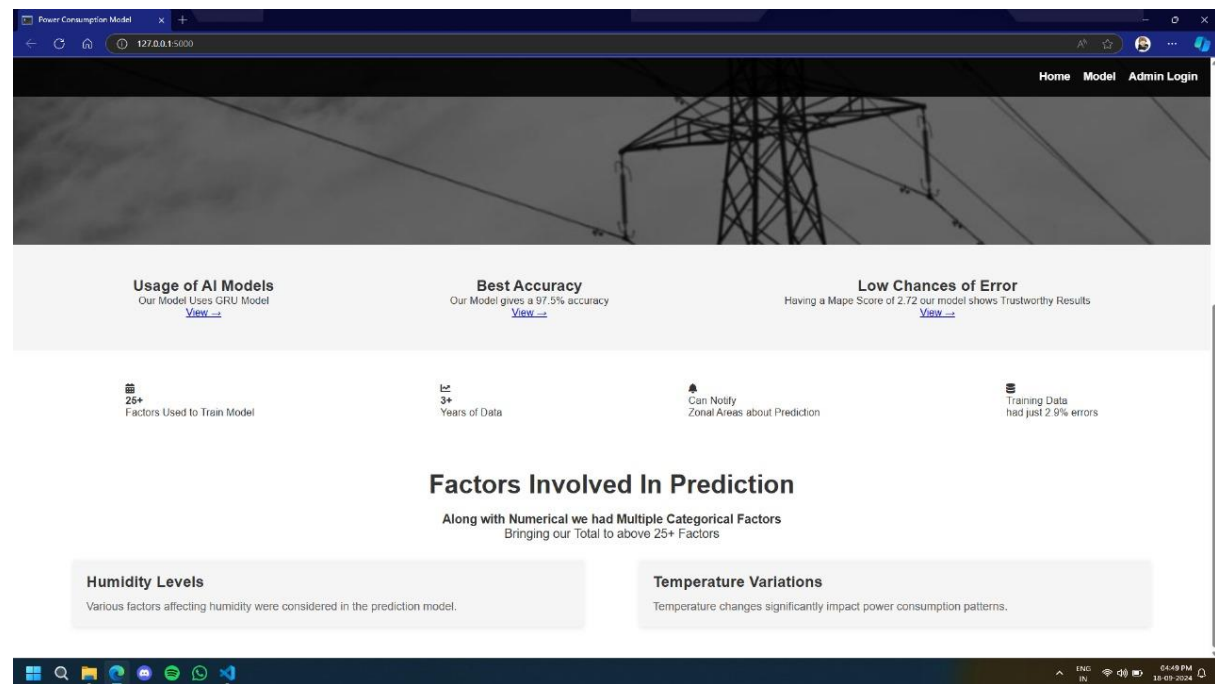 Power Consumption Model
127.0.0.1:5000
Home Model Admin Login
Usage of AI Models
Our Model Uses GRU Model
View →
Best Accuracy
Our Model gives a 97.5% accuracy
View →
Low Chances of Error
Having a Mape Score of 2.72 our model shows Trustworthy Results
View →
25+
Factors Used to Train Model
3+
Years of Data
Can Notify
Zonal Areas about Prediction
Training Data
had just 2.9% errors
Factors Involved In Prediction
Along with Numerical we had Multiple Categorical Factors
Bringing our Total to above 25+ Factors
Humidity Levels
Various factors affecting humidity were considered in the prediction model.
Temperature Variations
Temperature changes significantly impact power consumption patterns.
ENG
IN
04:49 PM
18-09-2024